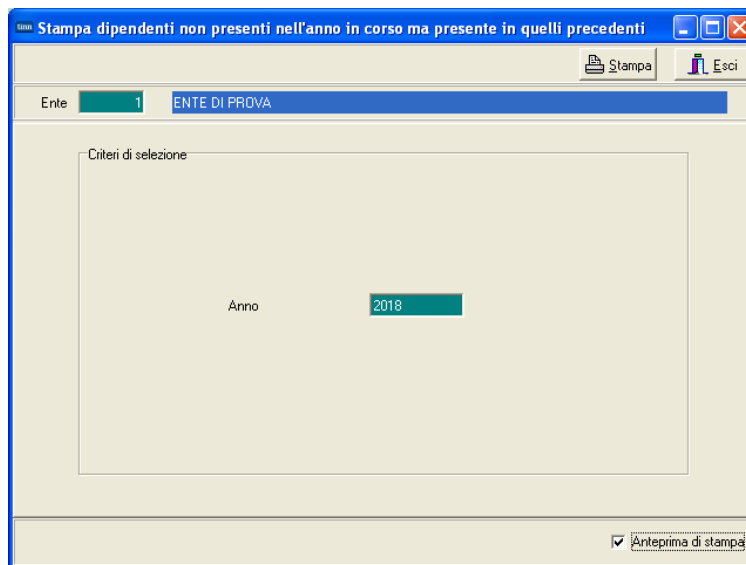 tinn Stampa dipendenti non presenti nell'anno in corso ma presente in quelli precedenti
Stampa Esci
Ente 1 ENTE DI PROVA
Criteri di selezione
Anno 2018
Anteprima di stampa